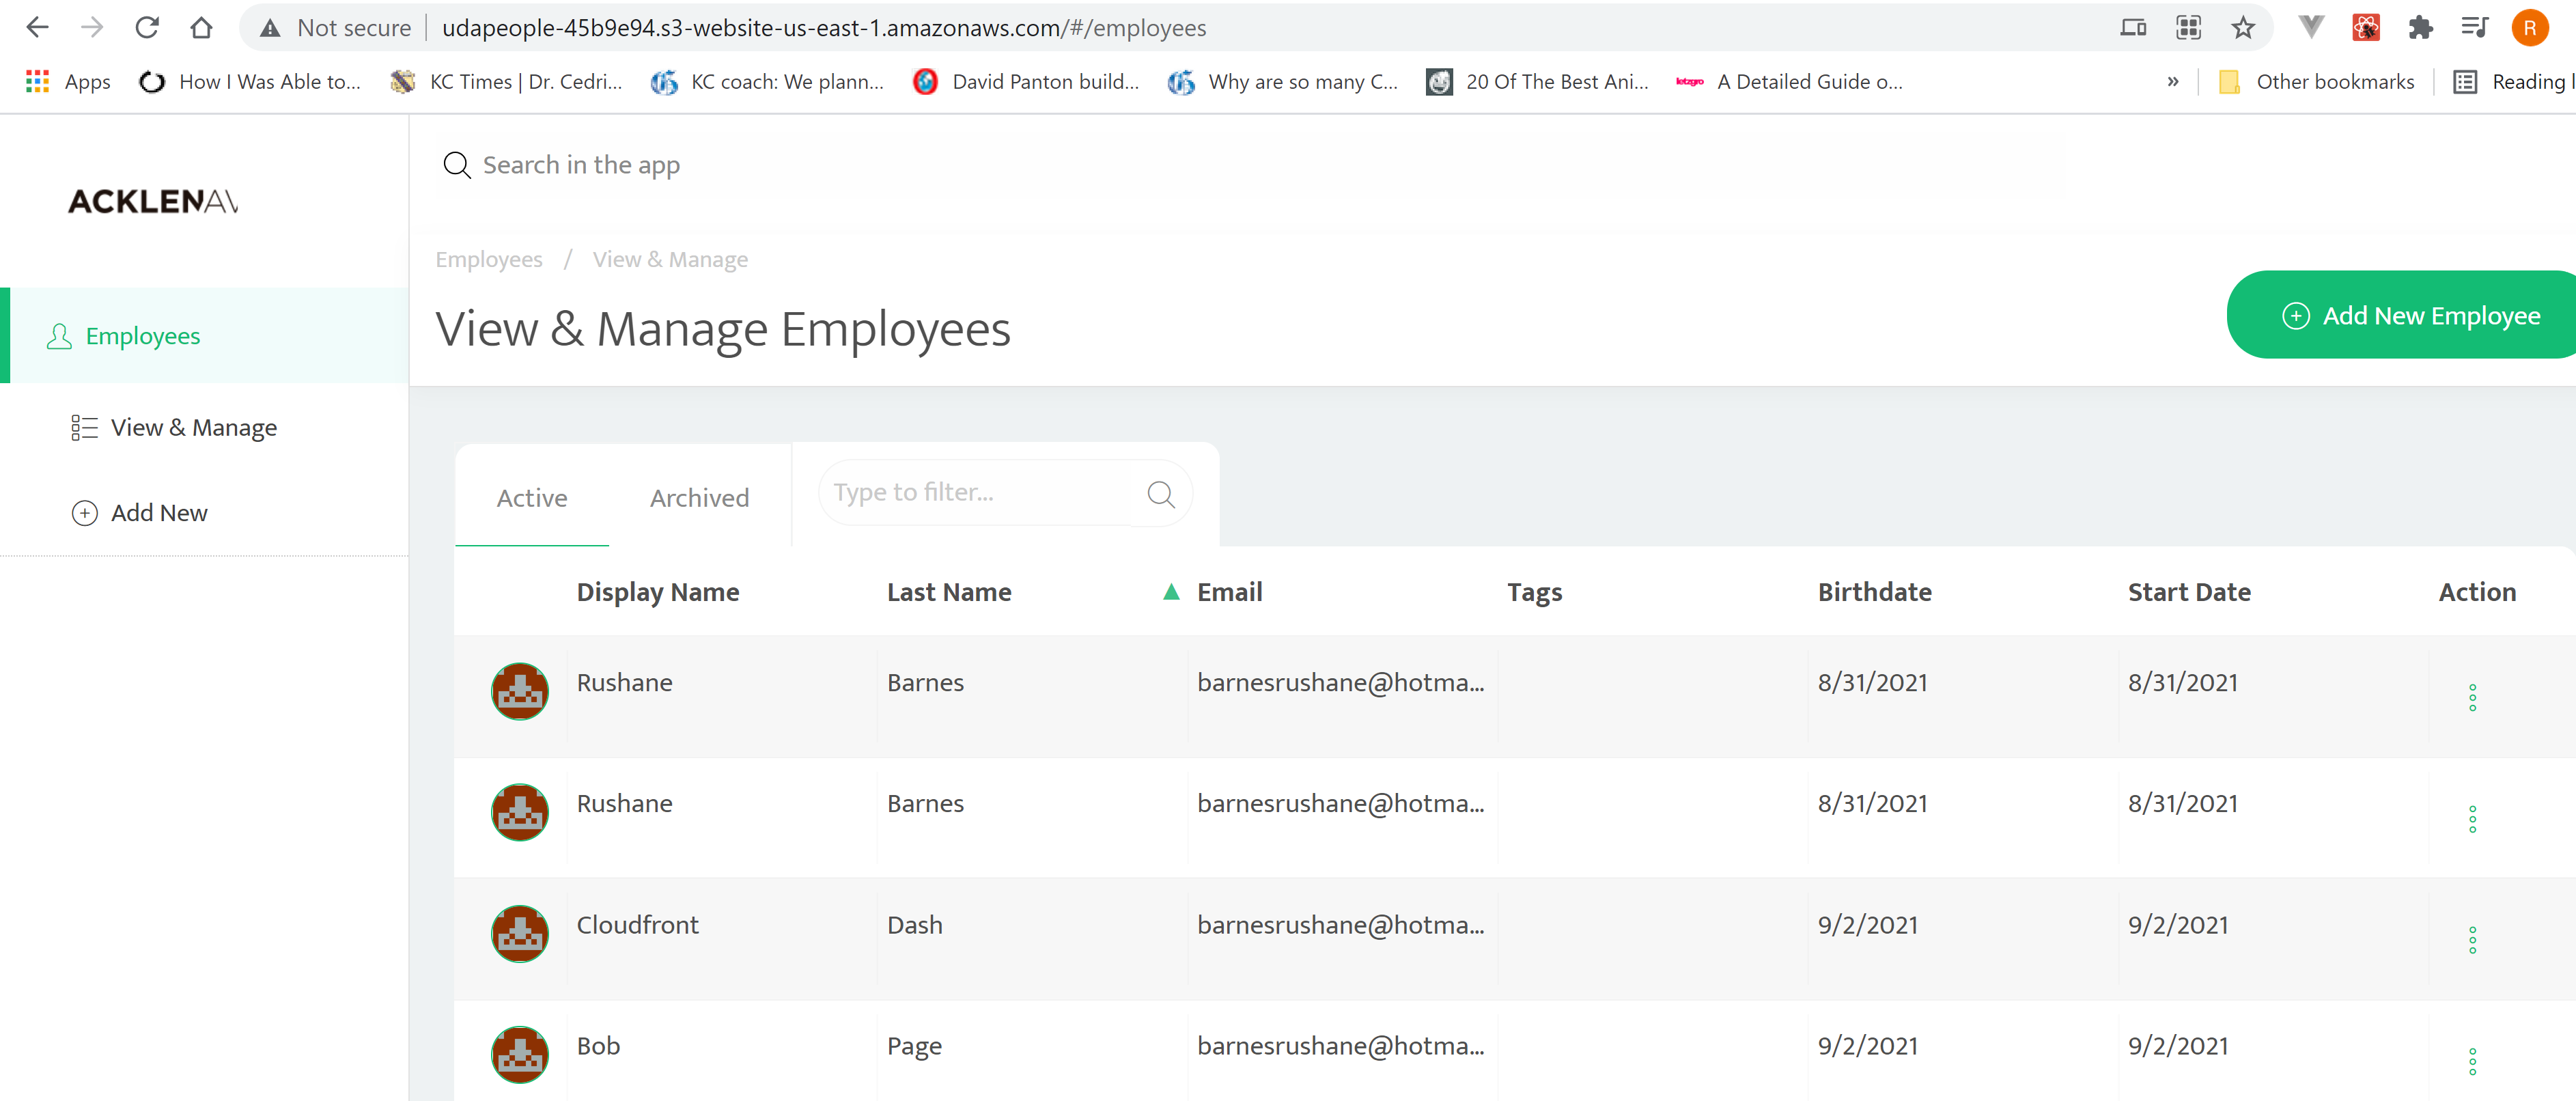 Not secure | udapeople-45b9e94.s3-website-us-east-1.amazonaws.com/#/employees R
Apps How I Was Able to... KC Times | Dr. Cedri... KC coach: We plann... David Panton build... Why are so many C... 20 Of The Best Ani... letzgro A Detailed Guide o... » Other bookmarks Reading l
ACKLENAV
Search in the app
Employees / View & Manage
View & Manage Employees
Add New Employee
Employees
View & Manage
Add New
Active Archived Type to filter...
Display Name Last Name Email Tags Birthdate Start Date Action
Rushane Barnes barnesrushane@hotma... 8/31/2021 8/31/2021
Rushane Barnes barnesrushane@hotma... 8/31/2021 8/31/2021
Cloudfront Dash barnesrushane@hotma... 9/2/2021 9/2/2021
Bob Page barnesrushane@hotma... 9/2/2021 9/2/2021